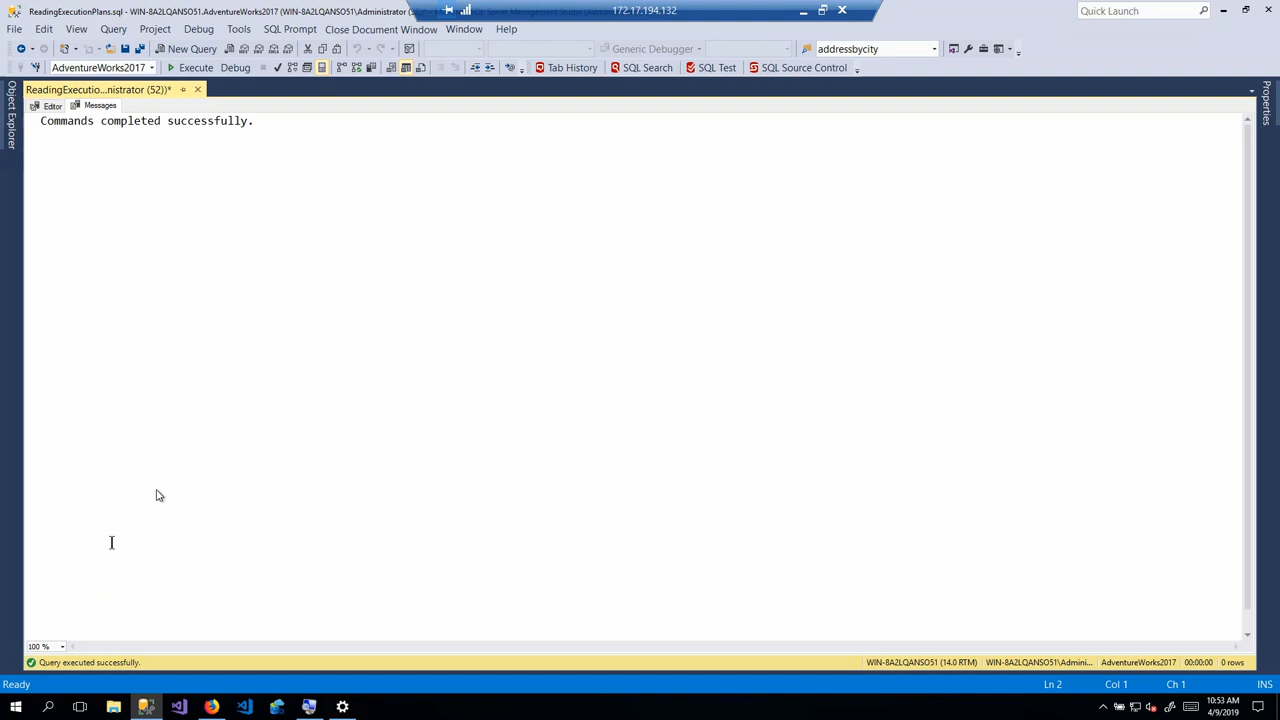 ReadingExecutionPlans.sql - WIN-8A2LQANSO51.AdventureWorks2017 (WIN-8A2LQANSO51\Administrator
172.17.194.132
Quick Launch
File Edit View Query Project Debug Tools SQL Prompt Close Document Window Window Help
New Query
Generic Debugger
addressbycity
AdventureWorks2017
Execute
Debug
Tab History
SQL Search
SQL Test
SQL Source Control
Object Explorer
ReadingExecutio...nistrator (52))*
Properties
Editor
Messages
Commands completed successfully.
100 %
Query executed successfully.
WIN-8A2LQANSO51 (14.0 RTM)
WIN-8A2LQANSO51\Admini...
AdventureWorks2017
00:00:00
0 rows
Ready
Ln 2
Col 1
Ch 1
INS
10:53 AM
4/9/2019